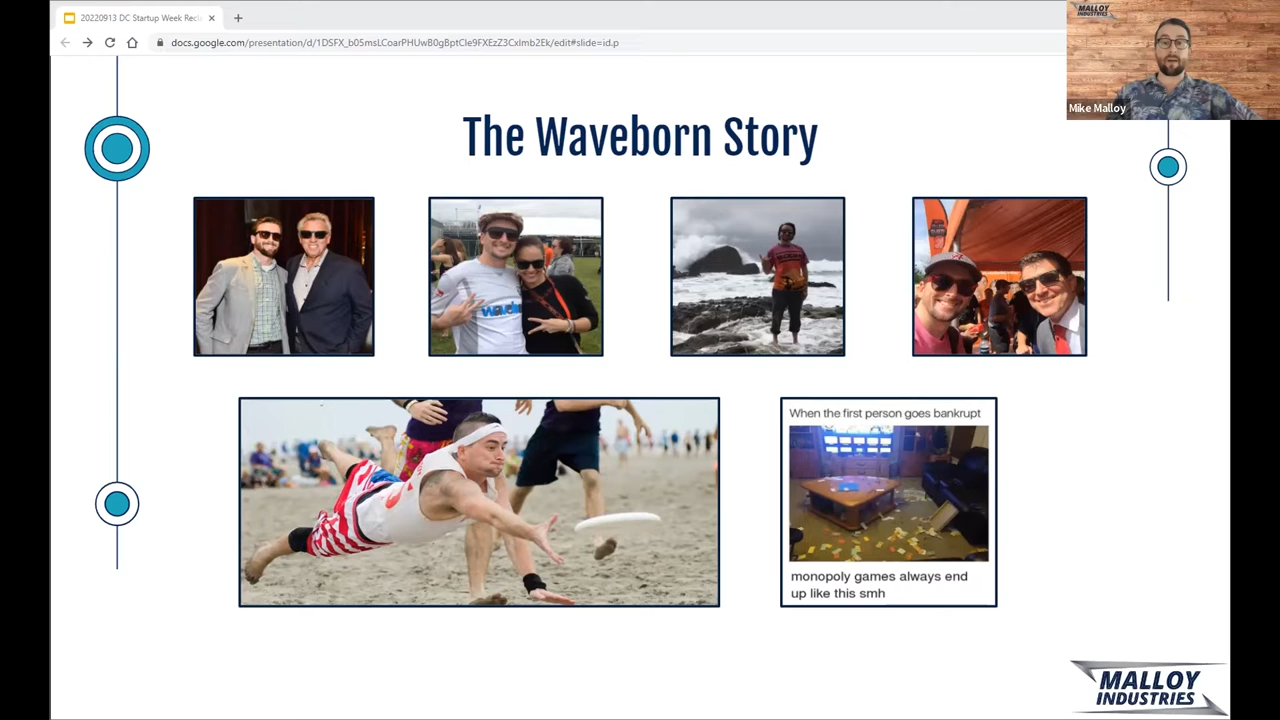 20220913 DC Startup Week Recl
docs.google.com/presentation/d/1DSFX_b05msLCoarPHUwB0gBptCle9FXEzZ3CxImb2Ek/edit#slide=id.p
MALLOY
INDUSTRIES
Mike Malloy
The Waveborn Story
When the first person goes bankrupt
monopoly games always end
up like this smh
MALLOY
INDUSTRIES